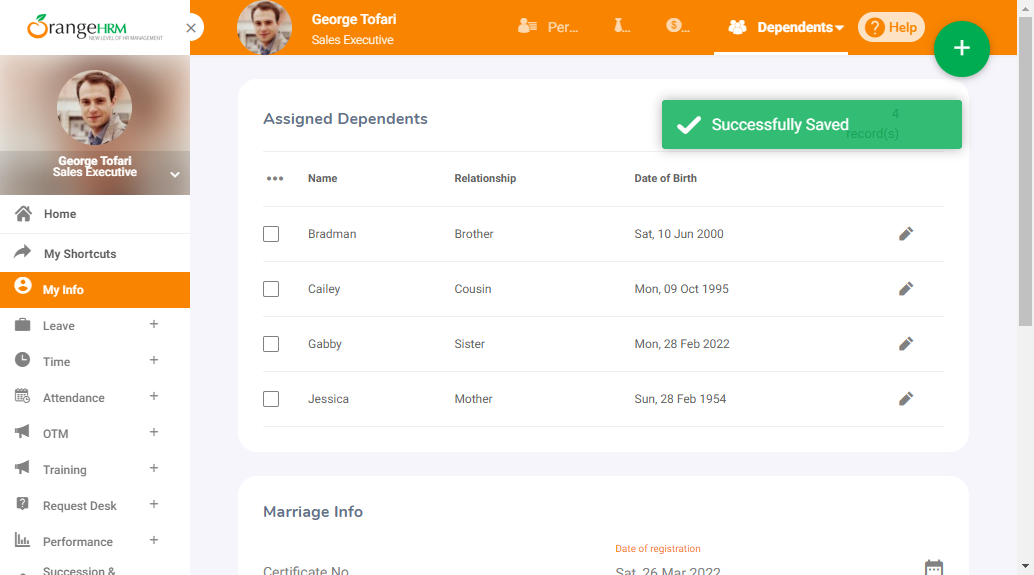 OrangeHRM
NEW LEVEL OF HR MANAGEMENT
George Tofari
Sales Executive
Per...
...
$...
Dependents
? Help
+
George Tofari
Sales Executive
Home
My Shortcuts
My Info
Leave +
Time +
Attendance +
OTM +
Training +
Request Desk +
Performance +
Succession &
Assigned Dependents
4
record(s)
Successfully Saved
Name Relationship Date of Birth
Bradman Brother Sat, 10 Jun 2000
Cailey Cousin Mon, 09 Oct 1995
Gabby Sister Mon, 28 Feb 2022
Jessica Mother Sun, 28 Feb 1954
Marriage Info
Date of registration
Certificate No Sat, 26 Mar 2022